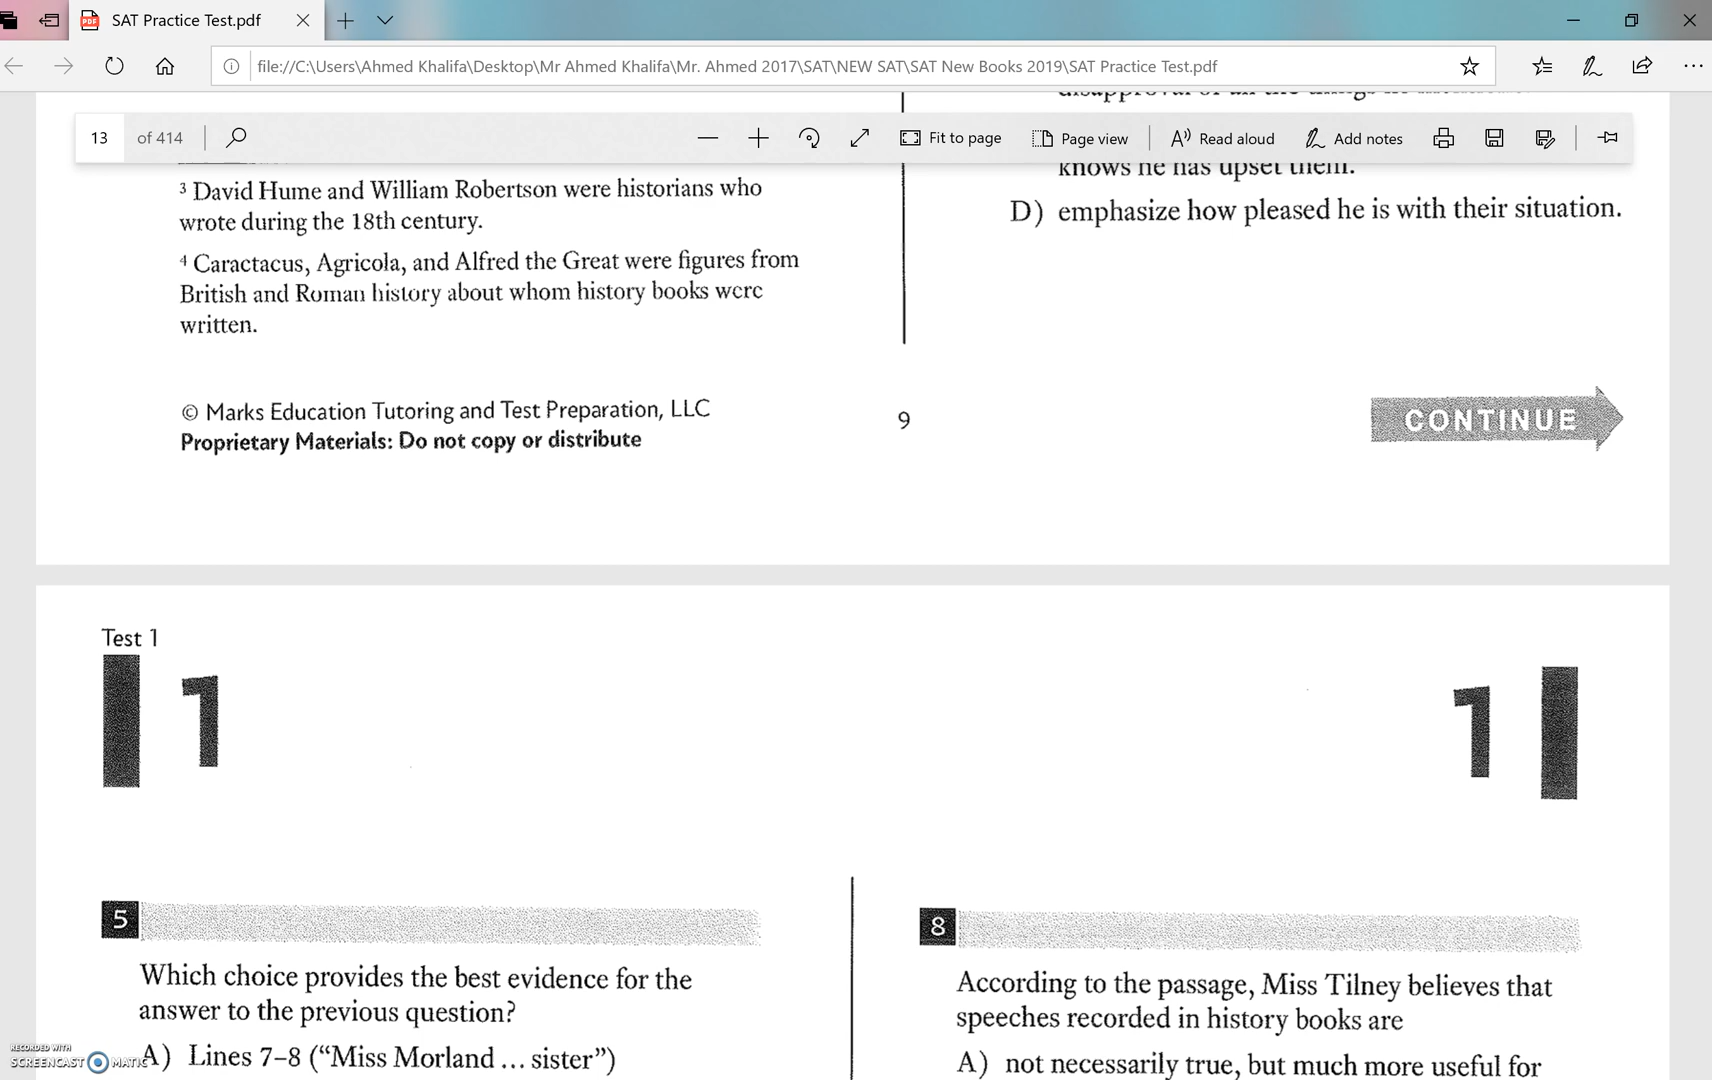 SAT Practice Test.pdf
file://C:\Users\Ahmed Khalifa\Desktop\Mr Ahmed Khalifa\Mr. Ahmed 2017\SAT\NEW SAT\SAT New Books 2019\SAT Practice Test.pdf
disapproval of all the things he
13 of 414
Fit to page
Page view
Read aloud
Add notes
knows he has upset them.
D) emphasize how pleased he is with their situation.
3 David Hume and William Robertson were historians who
wrote during the 18th century.
4 Caractacus, Agricola, and Alfred the Great were figures from
British and Roman history about whom history books were
written.
© Marks Education Tutoring and Test Preparation, LLC
Proprietary Materials: Do not copy or distribute
9
CONTINUE
Test 1
1
1
5
Which choice provides the best evidence for the
answer to the previous question?
A) Lines 7–8 (“Miss Morland … sister”)
8
According to the passage, Miss Tilney believes that
speeches recorded in history books are
A) not necessarily true, but much more useful for
RECORDED WITH
SCREENCAST MATIC